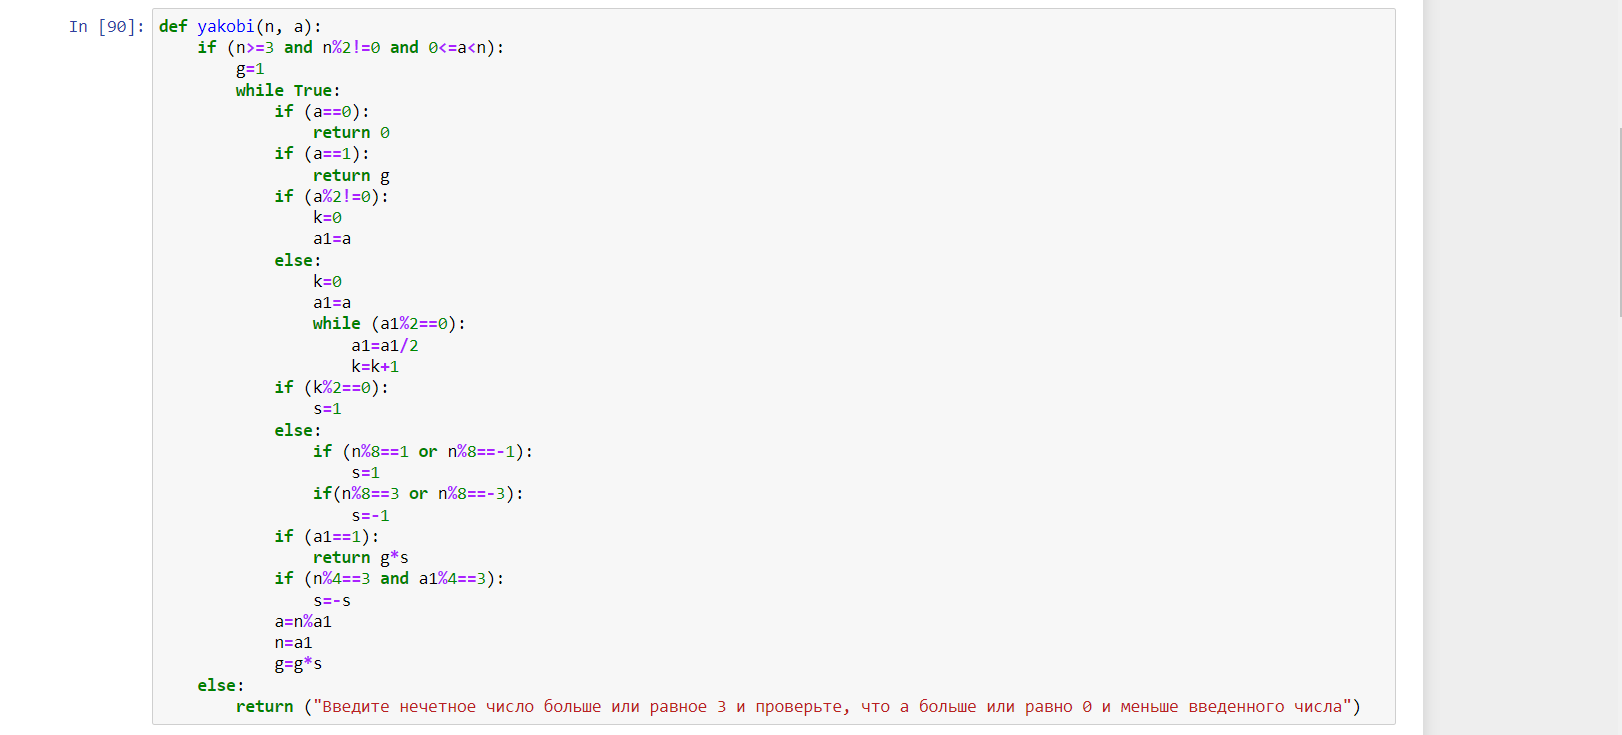 In [90]: def yakobi(n, a):
    if (n>=3 and n%2!=0 and 0<=a<n):
        g=1
        while True:
            if (a==0):
                return 0
            if (a==1):
                return g
            if (a%2!=0):
                k=0
                a1=a
            else:
                k=0
                a1=a
                while (a1%2==0):
                    a1=a1/2
                    k=k+1
            if (k%2==0):
                s=1
            else:
                if (n%8==1 or n%8==-1):
                    s=1
                if(n%8==3 or n%8==-3):
                    s=-1
            if (a1==1):
                return g*s
            if (n%4==3 and a1%4==3):
                s=-s
            a=n%a1
            n=a1
            g=g*s
    else:
        return ("Введите нечетное число больше или равное 3 и проверьте, что а больше или равно 0 и меньше введенного числа")